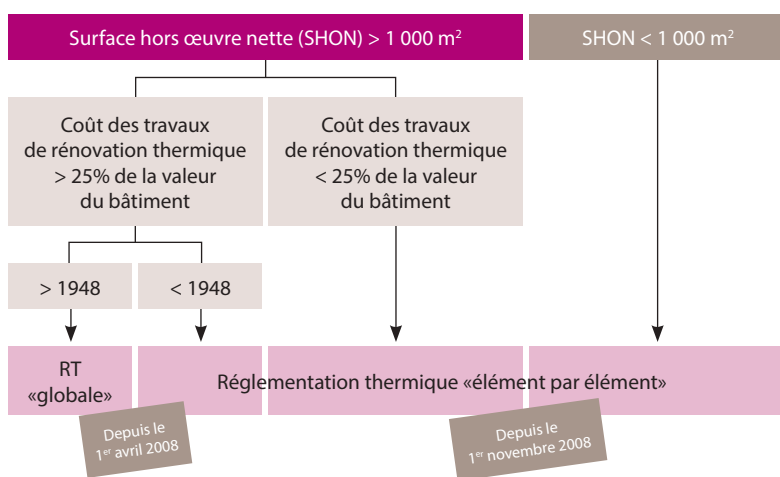 Surface hors œuvre nette (SHON) > 1 000 m²
SHON < 1 000 m²
Coût des travaux
de rénovation thermique
> 25% de la valeur
du bâtiment
Coût des travaux
de rénovation thermique
< 25% de la valeur
du bâtiment
> 1948
< 1948
RT
«globale»
Réglementation thermique «élément par élément»
Depuis le
1er avril 2008
Depuis le
1er novembre 2008